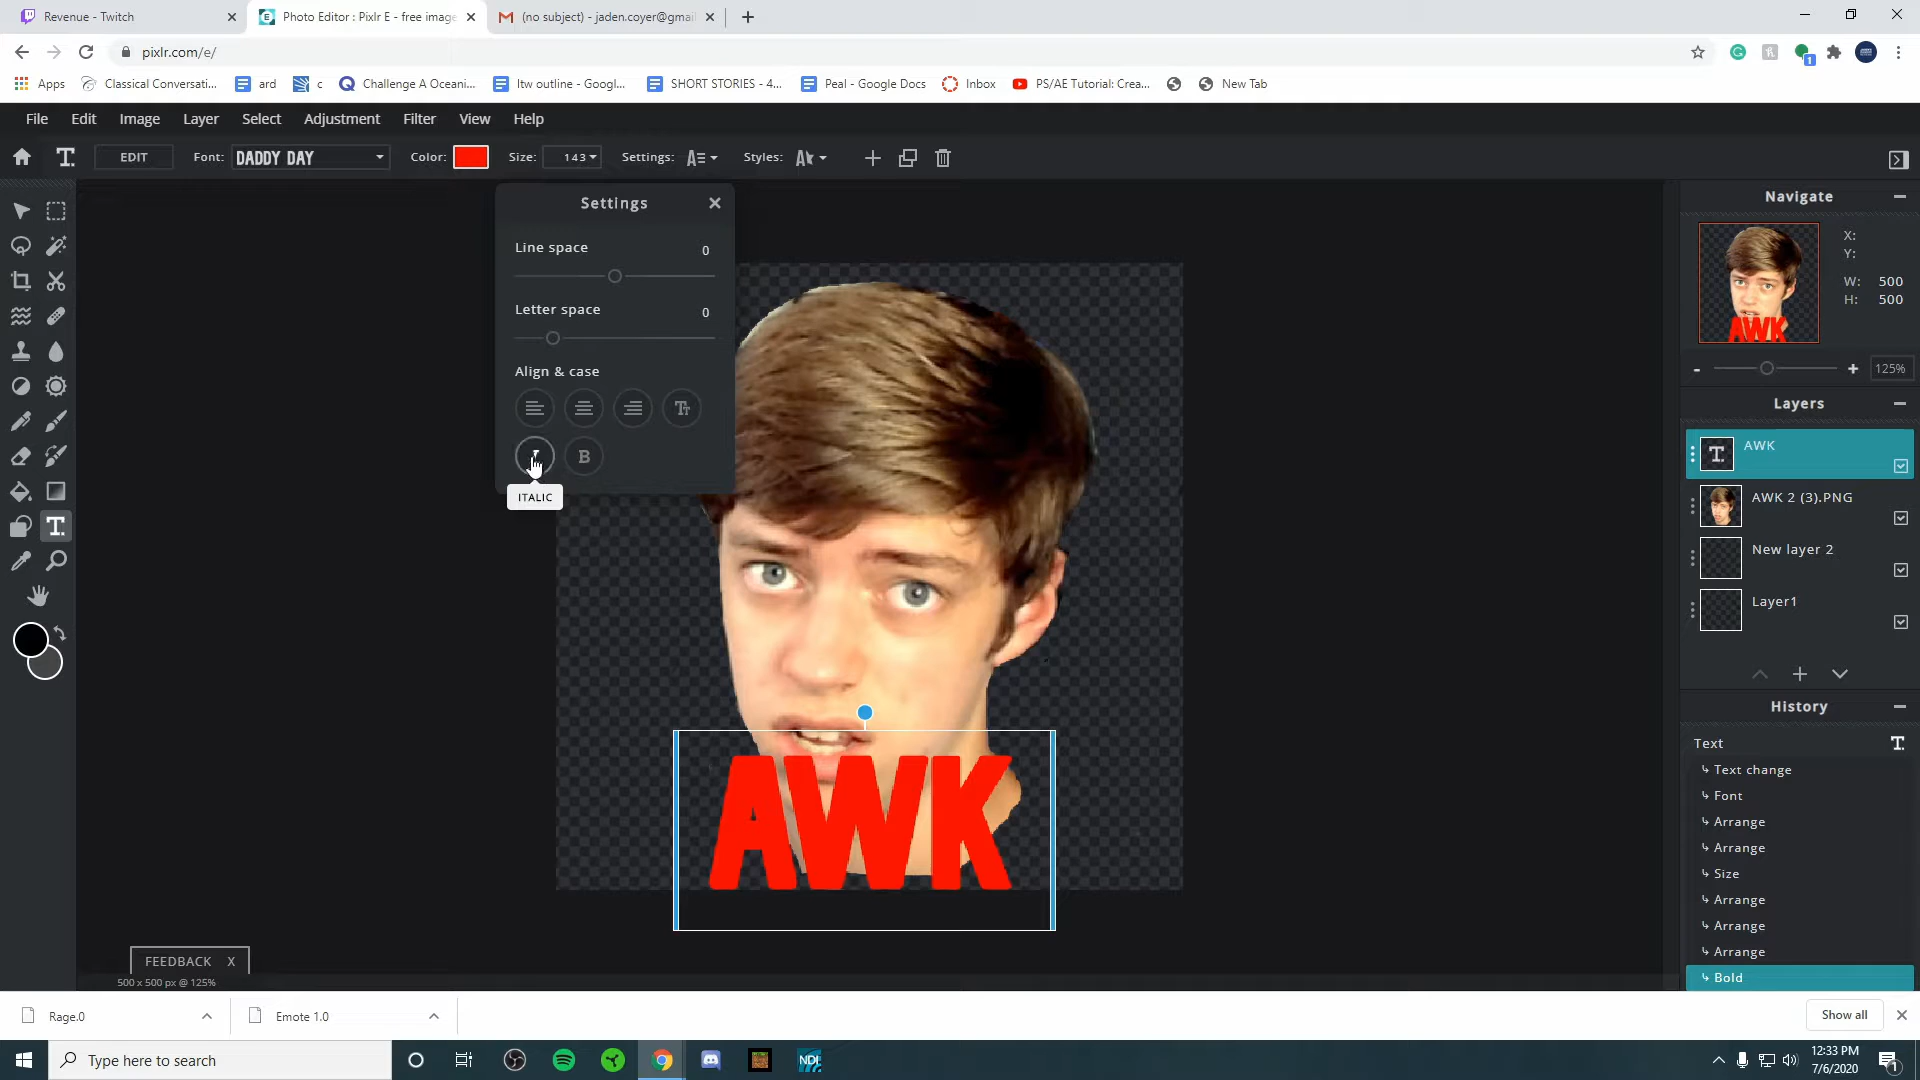 Revenue - Twitch
Photo Editor : Pixlr E - free image
(no subject) - jaden.coyer@gmai
pixlr.com/e/
Apps
Classical Conversati...
ard
c
Challenge A Oceani...
ltw outline - Googl...
SHORT STORIES - 4...
Peal - Google Docs
Inbox
PS/AE Tutorial: Crea...
New Tab
File Edit Image Layer Select Adjustment Filter View Help
EDIT
Font: DADDY DAY
Color:
Size: 143
Settings:
Styles:
Settings
Line space 0
Letter space 0
Align & case
B
ITALIC
AWK
Navigate
X:
Y:
W: 500
H: 500
AWK
- + 125%
Layers
AWK
AWK 2 (3).PNG
New layer 2
Layer1
History
Text
Text change
Font
Arrange
Arrange
Size
Arrange
Arrange
Arrange
Bold
FEEDBACK X
500 x 500 px @ 125%
Rage.0
Emote 1.0
Show all
Type here to search
NDI
12:33 PM
7/6/2020
1